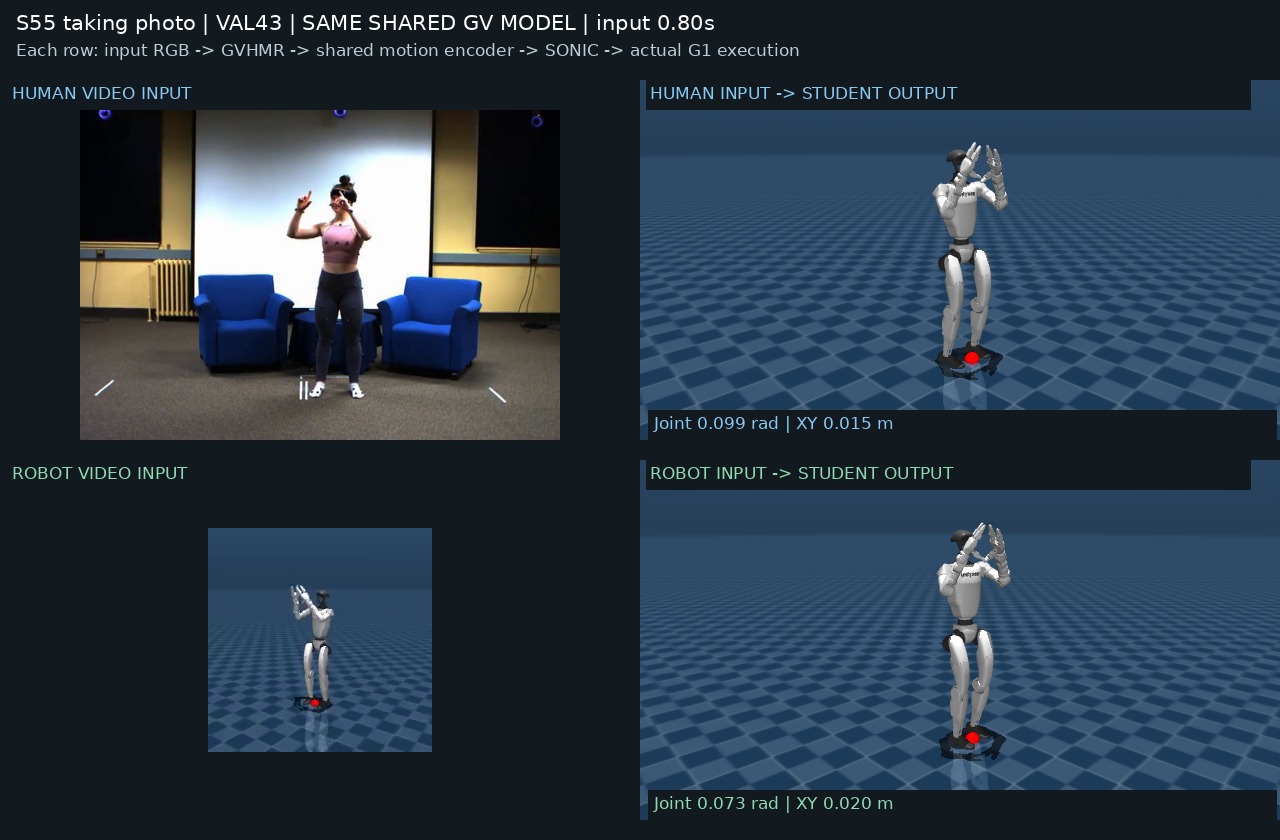 S55 taking photo | VAL43 | SAME SHARED GV MODEL | input 0.80s
Each row: input RGB -> GVHMR -> shared motion encoder -> SONIC -> actual G1 execution
HUMAN VIDEO INPUT
HUMAN INPUT -> STUDENT OUTPUT
Joint 0.099 rad | XY 0.015 m
ROBOT VIDEO INPUT
ROBOT INPUT -> STUDENT OUTPUT
Joint 0.073 rad | XY 0.020 m